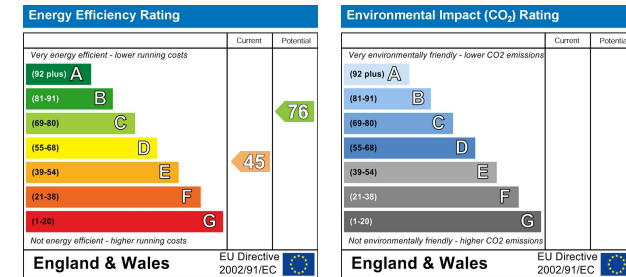 Energy Efficiency Rating
Current Potential
Very energy efficient - lower running costs
(92 plus) A
(81-91) B
(69-80) C
(55-68) D
(39-54) E
(21-38) F
(1-20) G
76
45
Not energy efficient - higher running costs
England & Wales
EU Directive
2002/91/EC
Environmental Impact (CO₂) Rating
Current Potential
Very environmentally friendly - lower CO2 emissions
(92 plus) A
(81-91) B
(69-80) C
(55-68) D
(39-54) E
(21-38) F
(1-20) G
Not environmentally friendly - higher CO2 emissions
England & Wales
EU Directive
2002/91/EC